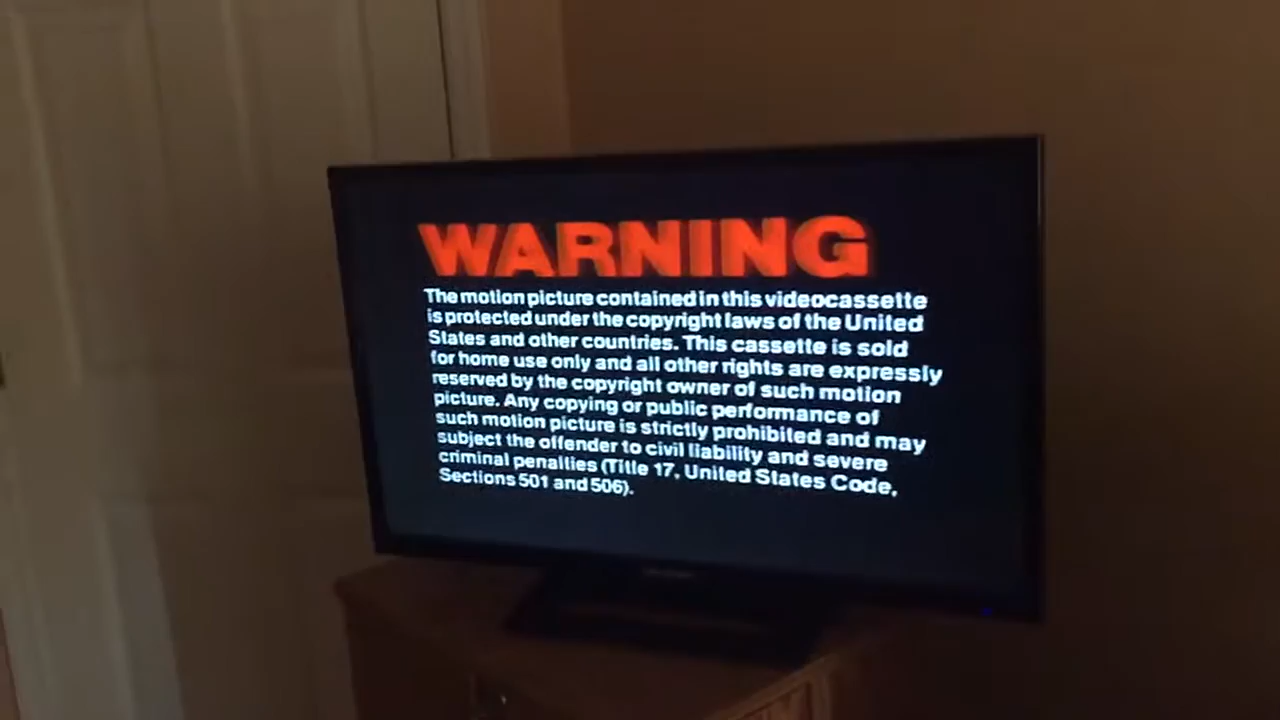 WARNING
The motion picture contained in this videocassette
is protected under the copyright laws of the United
States and other countries. This cassette is sold
for home use only and all other rights are expressly
reserved by the copyright owner of such motion
picture. Any copying or public performance of
such motion picture is strictly prohibited and may
subject the offender to civil liability and severe
criminal penalties (Title 17, United States Code,
Sections 501 and 506).